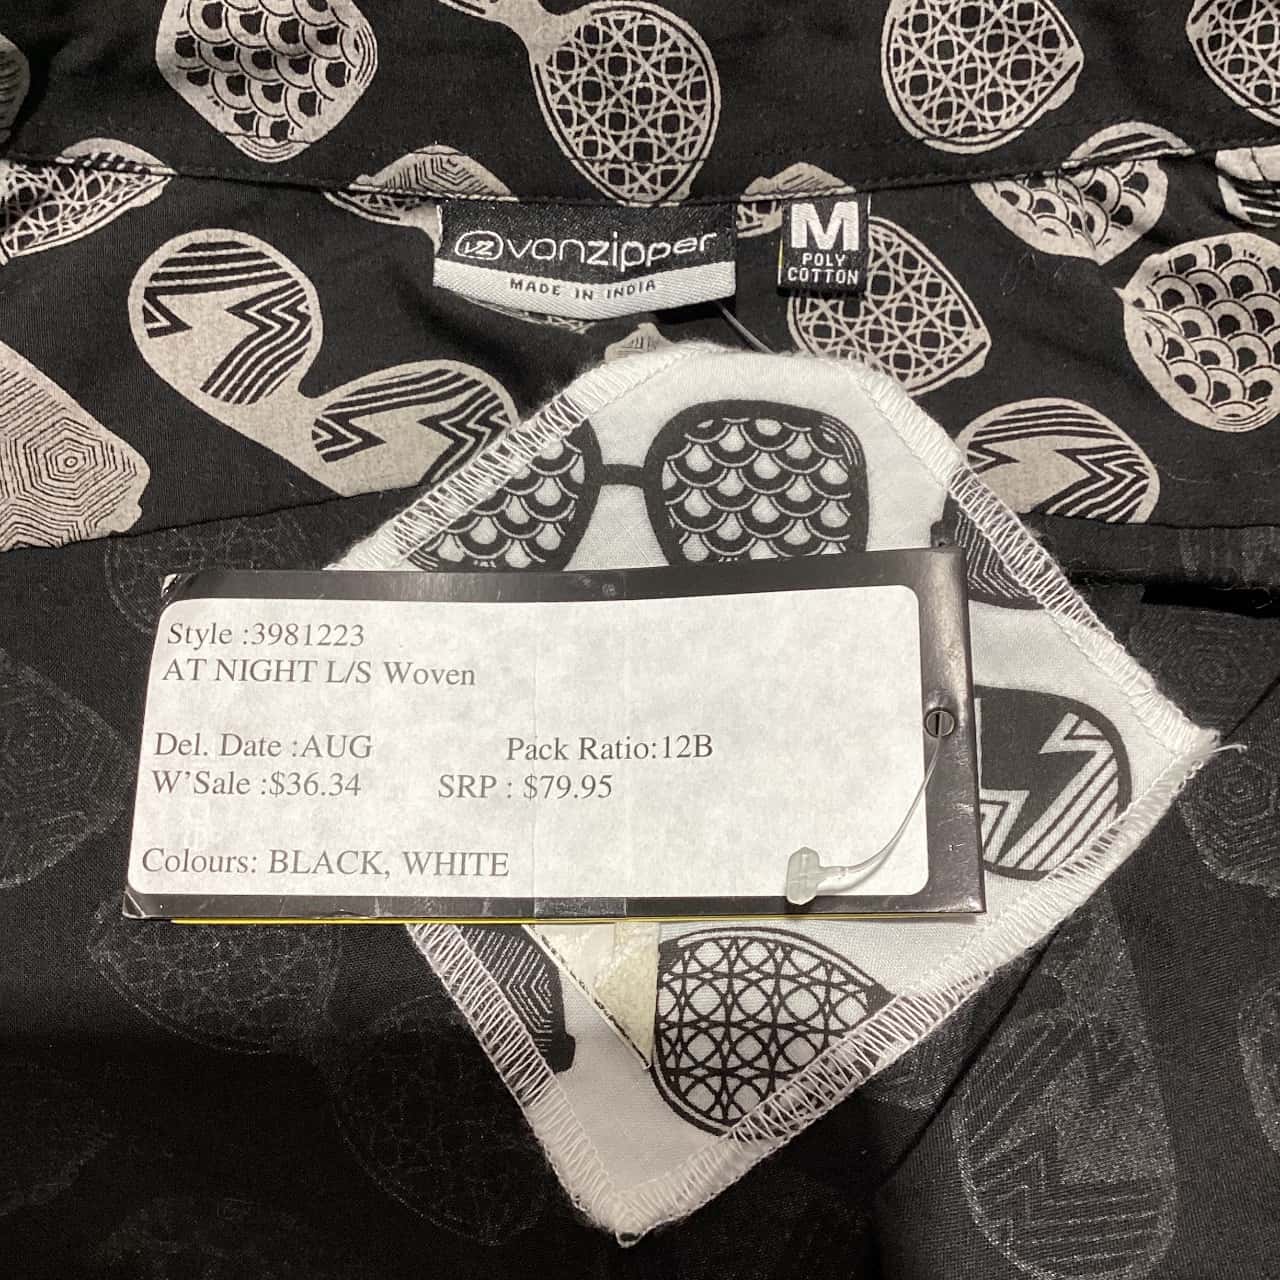 VZ vonzipper
MADE IN INDIA
M
POLY
COTTON
Style :3981223
AT NIGHT L/S Woven
Del. Date :AUG Pack Ratio:12B
W'Sale :$36.34 SRP : $79.95
Colours: BLACK, WHITE